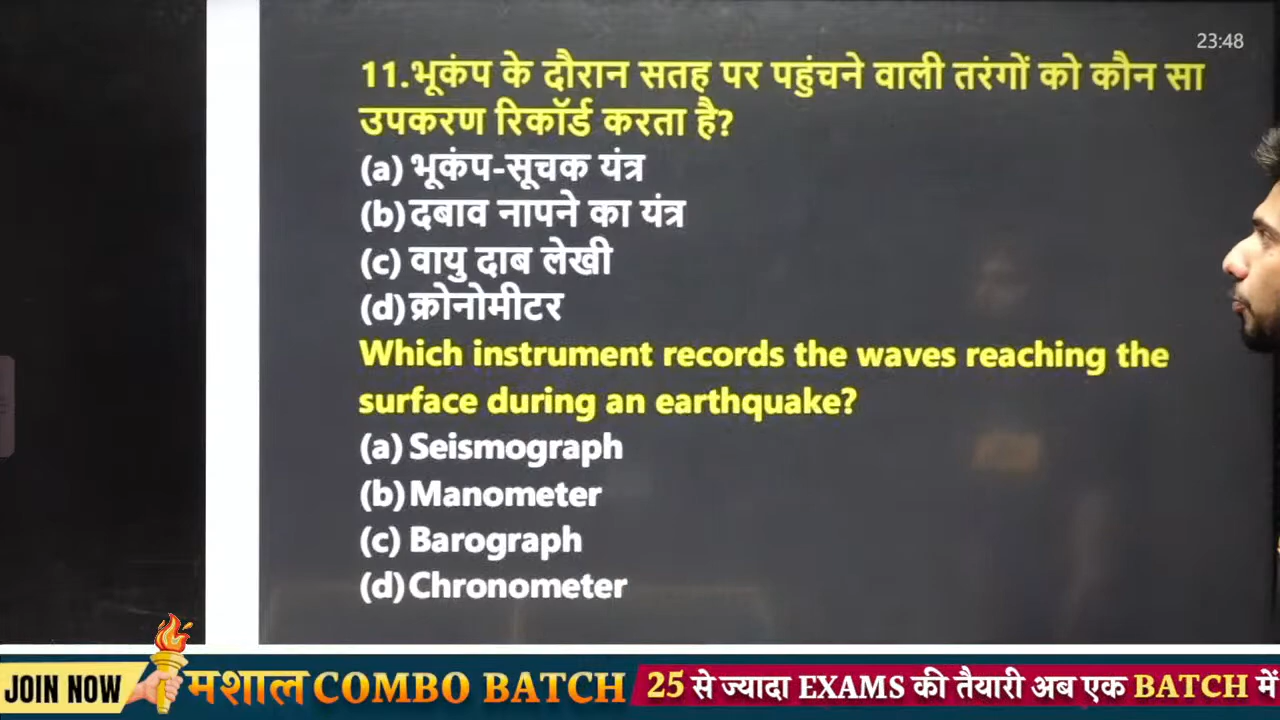 23:48
11.भूकंप के दौरान सतह पर पहुंचने वाली तरंगों को कौन सा
उपकरण रिकॉर्ड करता है?
(a) भूकंप-सूचक यंत्र
(b) दबाव नापने का यंत्र
(c) वायु दाब लेखी
(d) क्रोनोमीटर
Which instrument records the waves reaching the
surface during an earthquake?
(a) Seismograph
(b) Manometer
(c) Barograph
(d) Chronometer
JOIN NOW मशाल COMBO BATCH 25 से ज्यादा EXAMS की तैयारी अब एक BATCH में